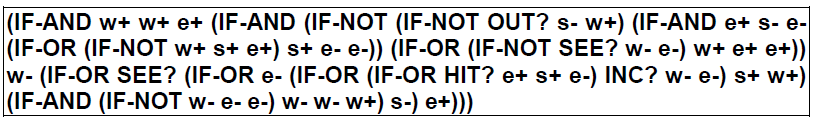 (IF-AND w+ w+ e+ (IF-AND (IF-NOT (IF-NOT OUT? s- w+) (IF-AND e+ s- e-
(IF-OR (IF-NOT w+ s+ e+) s+ e- e-)) (IF-OR (IF-NOT SEE? w- e-) w+ e+ e+))
w- (IF-OR SEE? (IF-OR e- (IF-OR (IF-OR HIT? e+ s+ e-) INC? w- e-) s+ w+)
(IF-AND (IF-NOT w- e- e-) w- w- w+) s-) e+)))